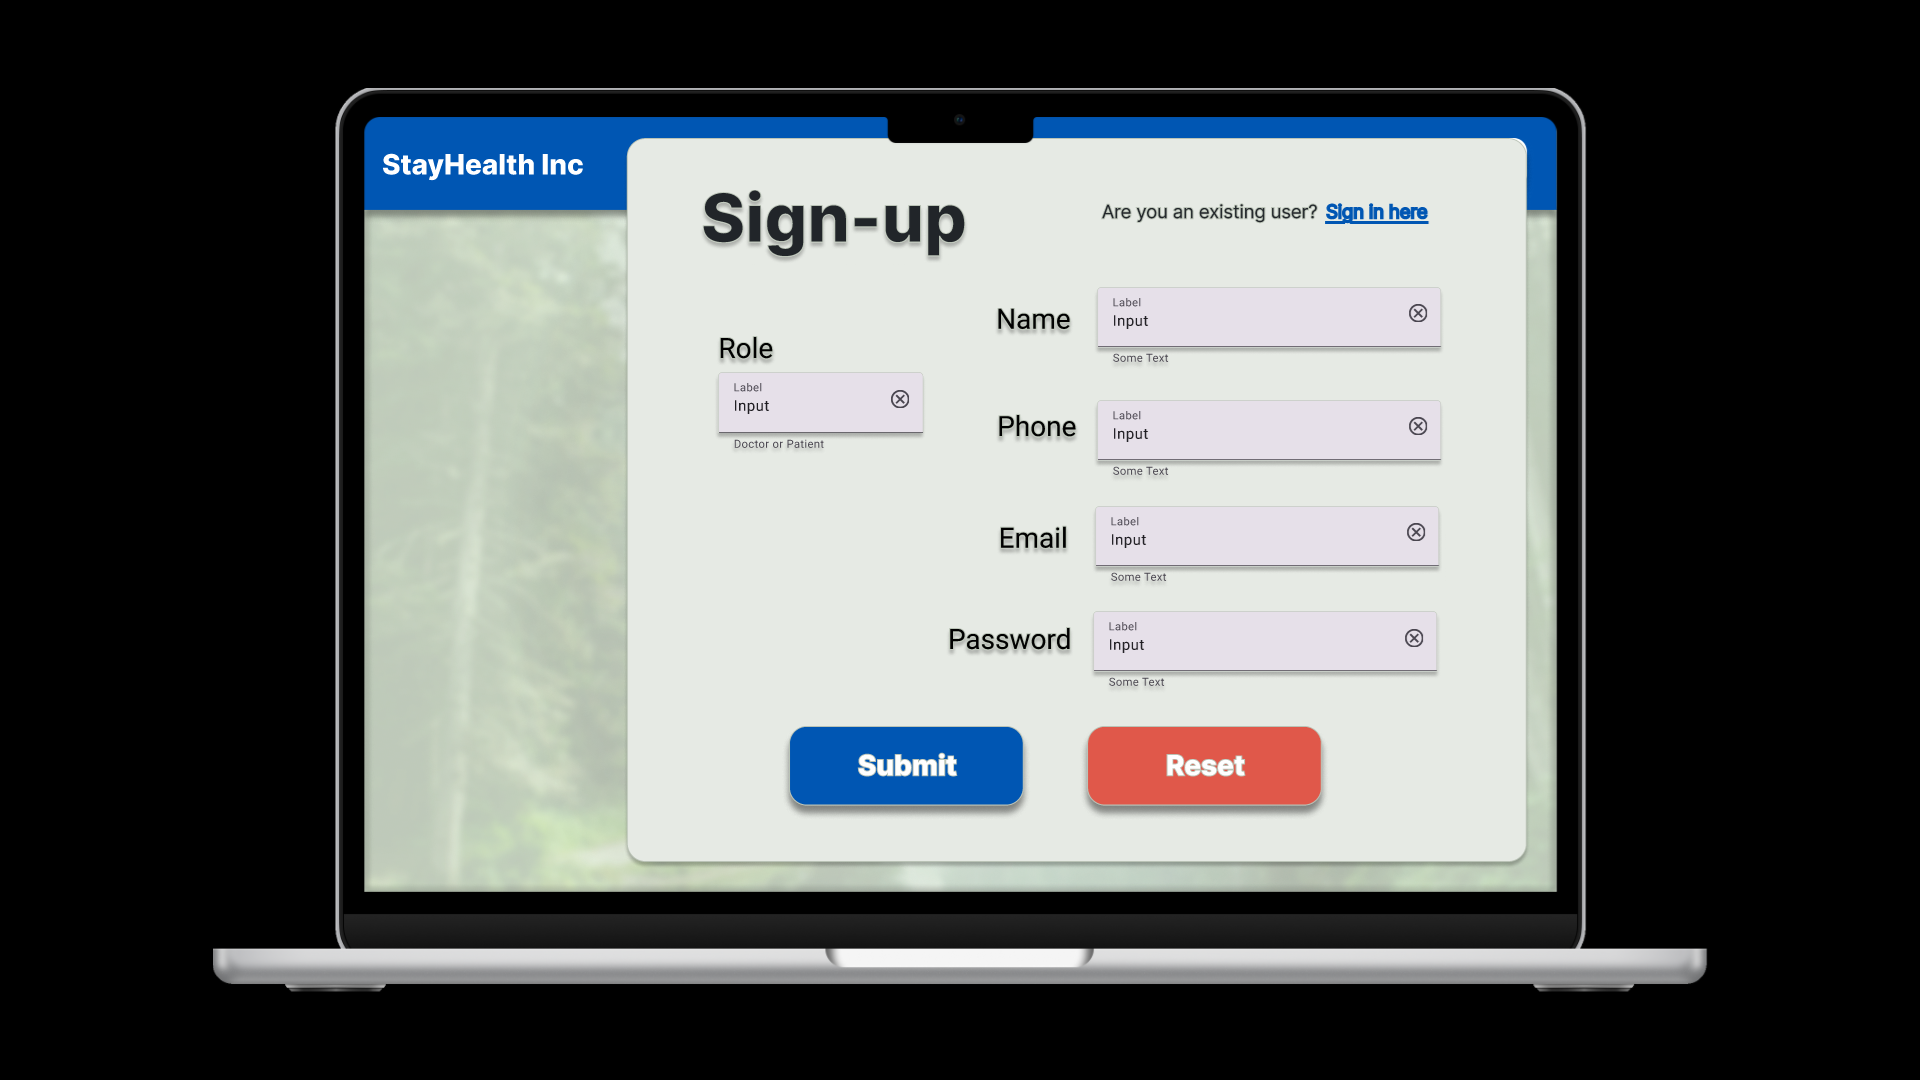 StayHealth Inc
Sign-up
Are you an existing user? Sign in here
Role
Label
Input
Doctor or Patient
Name
Label
Input
Some Text
Phone
Label
Input
Some Text
Email
Label
Input
Some Text
Password
Label
Input
Some Text
Submit
Reset